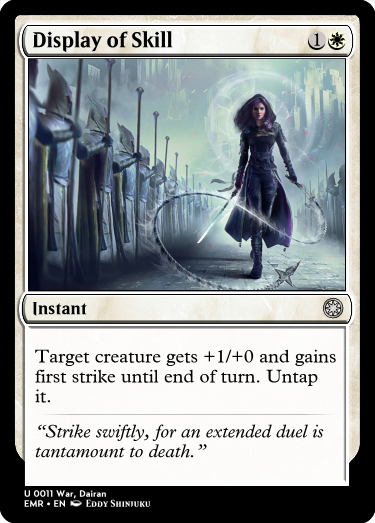 Display of Skill 1
Instant
Target creature gets +1/+0 and gains
first strike until end of turn. Untap
it.
“Strike swiftly, for an extended duel is
tantamount to death.”
U 0011 War, Dairan
EMR • EN Eddy Shinjuku